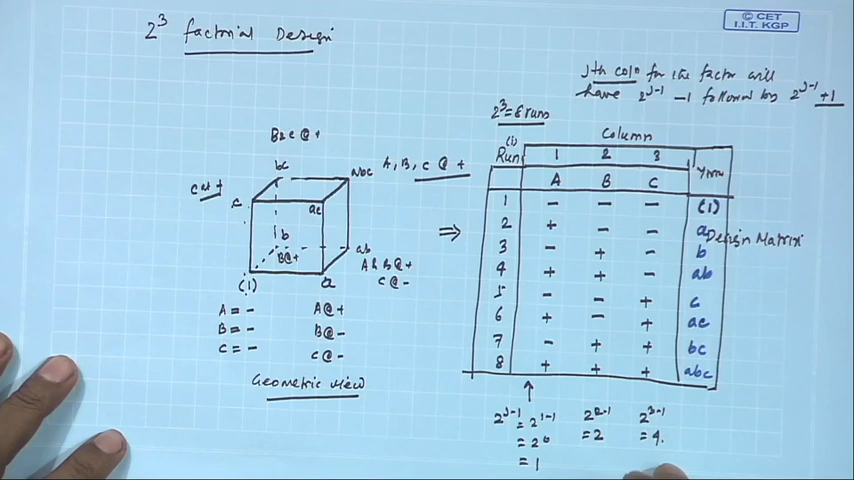 © CET
I.I.T. KGP
2³ factorial Design
Jth coln for the factor will
have 2^(J-1) -1 followed by 2^(J-1) +1
2³=8 runs
Column
Run (i) 1 2 3
A B C
1 - - - (1)
2 + - - a
Design Matrix
3 - + - b
4 + + - ab
5 - - + c
6 + - + ac
7 - + + bc
8 + + + abc
2^(J-1) = 2^(1-1) 2^(2-1) 2^(3-1)
= 2⁰ = 2 = 4.
= 1
B&C @ +
bc
abc A, B, C @ +
C at +
c
ac
⇒
b
B@+
ab
A & B @ +
C @ -
(1)
a
A = - A @ +
B = - B @ -
C = - C @ -
Geometric view